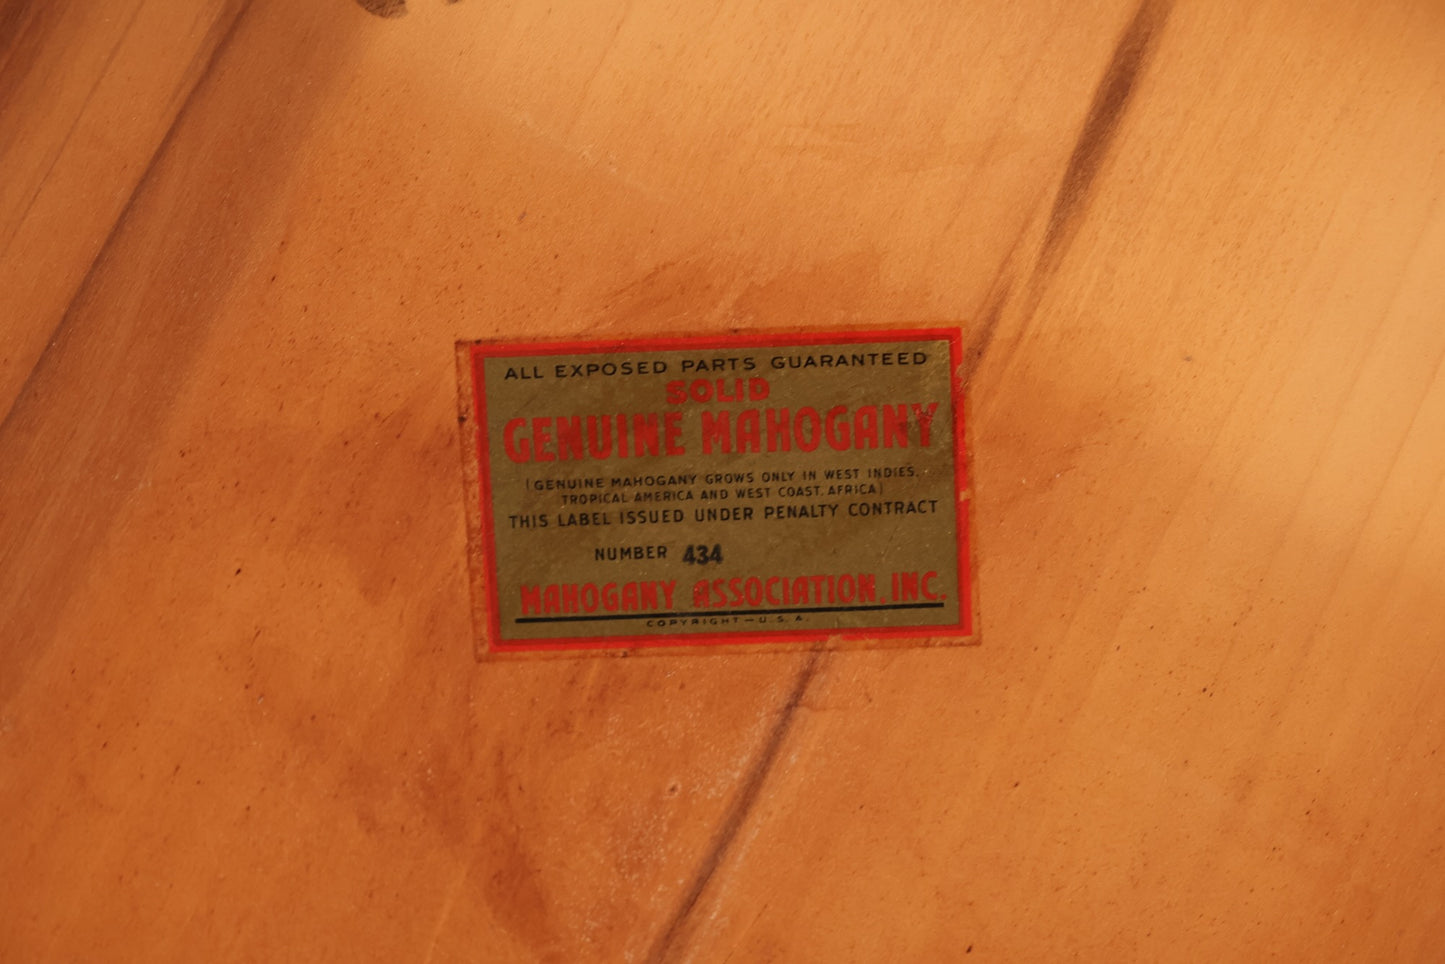 ALL EXPOSED PARTS GUARANTEED
SOLID
GENUINE MAHOGANY
(GENUINE MAHOGANY GROWS ONLY IN WEST INDIES,
TROPICAL AMERICA AND WEST COAST, AFRICA)
THIS LABEL ISSUED UNDER PENALTY CONTRACT
NUMBER 434
MAHOGANY ASSOCIATION, INC.
COPYRIGHT—U.S.A.